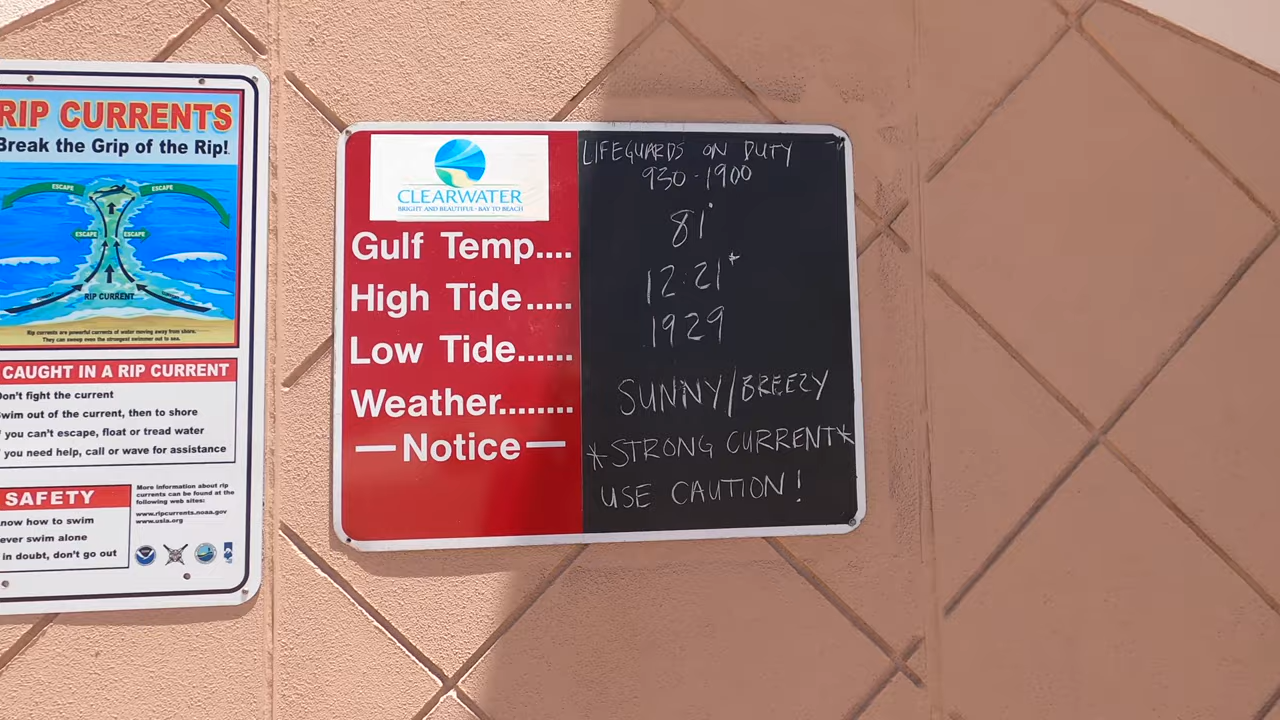 RIP CURRENTS
Break the Grip of the Rip!
ESCAPE
ESCAPE
ESCAPE
ESCAPE
RIP CURRENT
Rip currents are powerful currents of water moving away from shore.
They can sweep even the strongest swimmer out to sea.
CAUGHT IN A RIP CURRENT
Don't fight the current
Swim out of the current, then to shore
you can't escape, float or tread water
you need help, call or wave for assistance
SAFETY
now how to swim
ever swim alone
in doubt, don't go out
More information about rip
currents can be found at the
following web sites:
www.ripcurrents.noaa.gov
www.usla.org
CLEARWATER
BRIGHT AND BEAUTIFUL · BAY TO BEACH
LIFEGUARDS ON DUTY
930-1900
Gulf Temp.... 81°
High Tide..... 12:21*
Low Tide...... 1929
Weather........ SUNNY/BREEZY
—Notice— *STRONG CURRENT*
USE CAUTION!